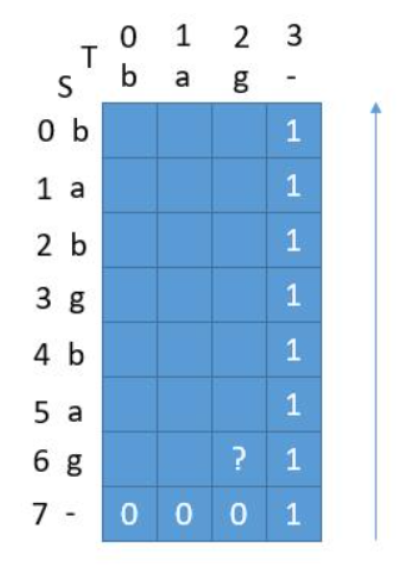 T 0 1 2 3
S b a g -
0 b 1
1 a 1
2 b 1
3 g 1
4 b 1
5 a 1
6 g ? 1
7 - 0 0 0 1